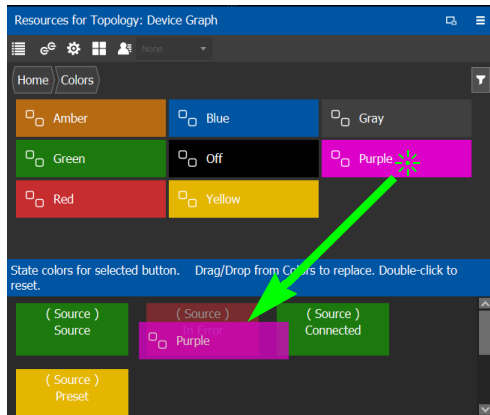 Resources for Topology: Device Graph
None
Home Colors
Amber Blue Gray
Green Off Purple
Red Yellow
State colors for selected button. Drag/Drop from Colors to replace. Double-click to
reset.
( Source ) ( Source ) ( Source )
Source In Error Connected
Purple
( Source )
Preset